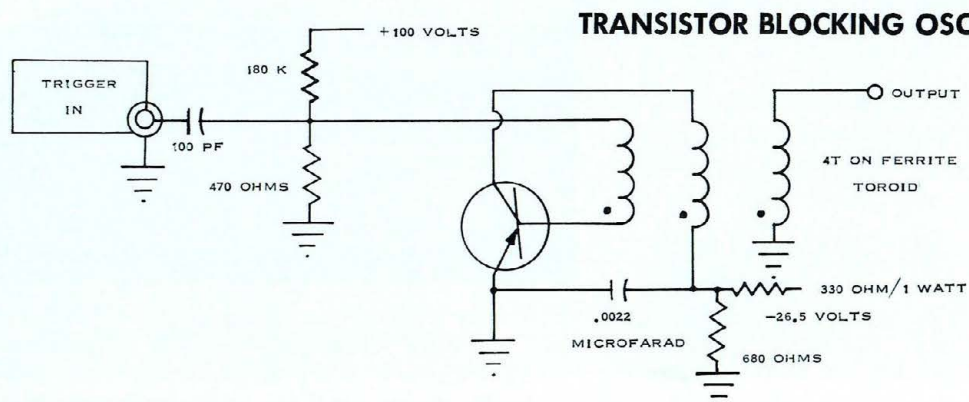 TRANSISTOR BLOCKING OSC
+100 VOLTS
180 K
TRIGGER
IN
100 PF
470 OHMS
OUTPUT
4T ON FERRITE
TOROID
330 OHM/1 WATT
-26.5 VOLTS
.0022
MICROFARAD
680 OHMS